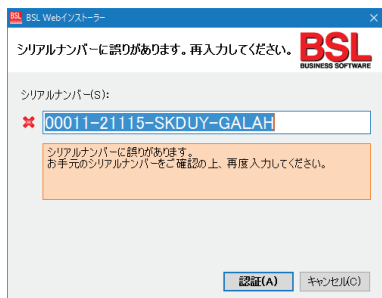 BSL BSL Webインストーラー
シリアルナンバーに誤りがあります。再入力してください。
BSL
BUSINESS SOFTWARE
シリアルナンバー(S):
00011-21115-SKDUY-GALAH
シリアルナンバーに誤りがあります。
お手元のシリアルナンバーをご確認の上、再度入力してください。
認証(A) キャンセル(C)